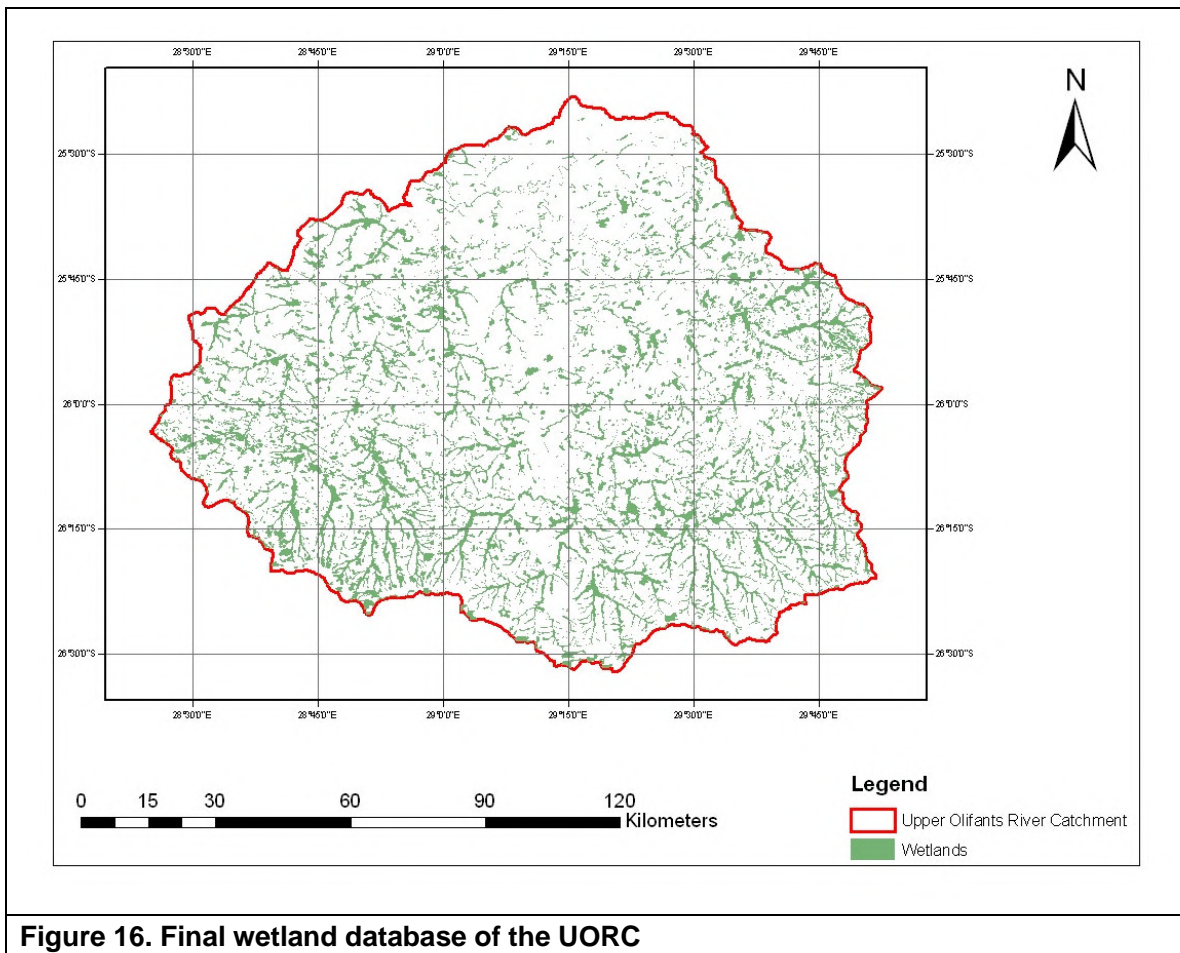 28°30'0"E 28°45'0"E 29°0'0"E 29°15'0"E 29°30'0"E 29°45'0"E
N
25°30'0"S 25°30'0"S
25°45'0"S 25°45'0"S
26°0'0"S 26°0'0"S
26°15'0"S 26°15'0"S
26°30'0"S 26°30'0"S
28°30'0"E 28°45'0"E 29°0'0"E 29°15'0"E 29°30'0"E 29°45'0"E
0 15 30 60 90 120
Kilometers
Legend
Upper Olifants River Catchment
Wetlands
Figure 16. Final wetland database of the UORC